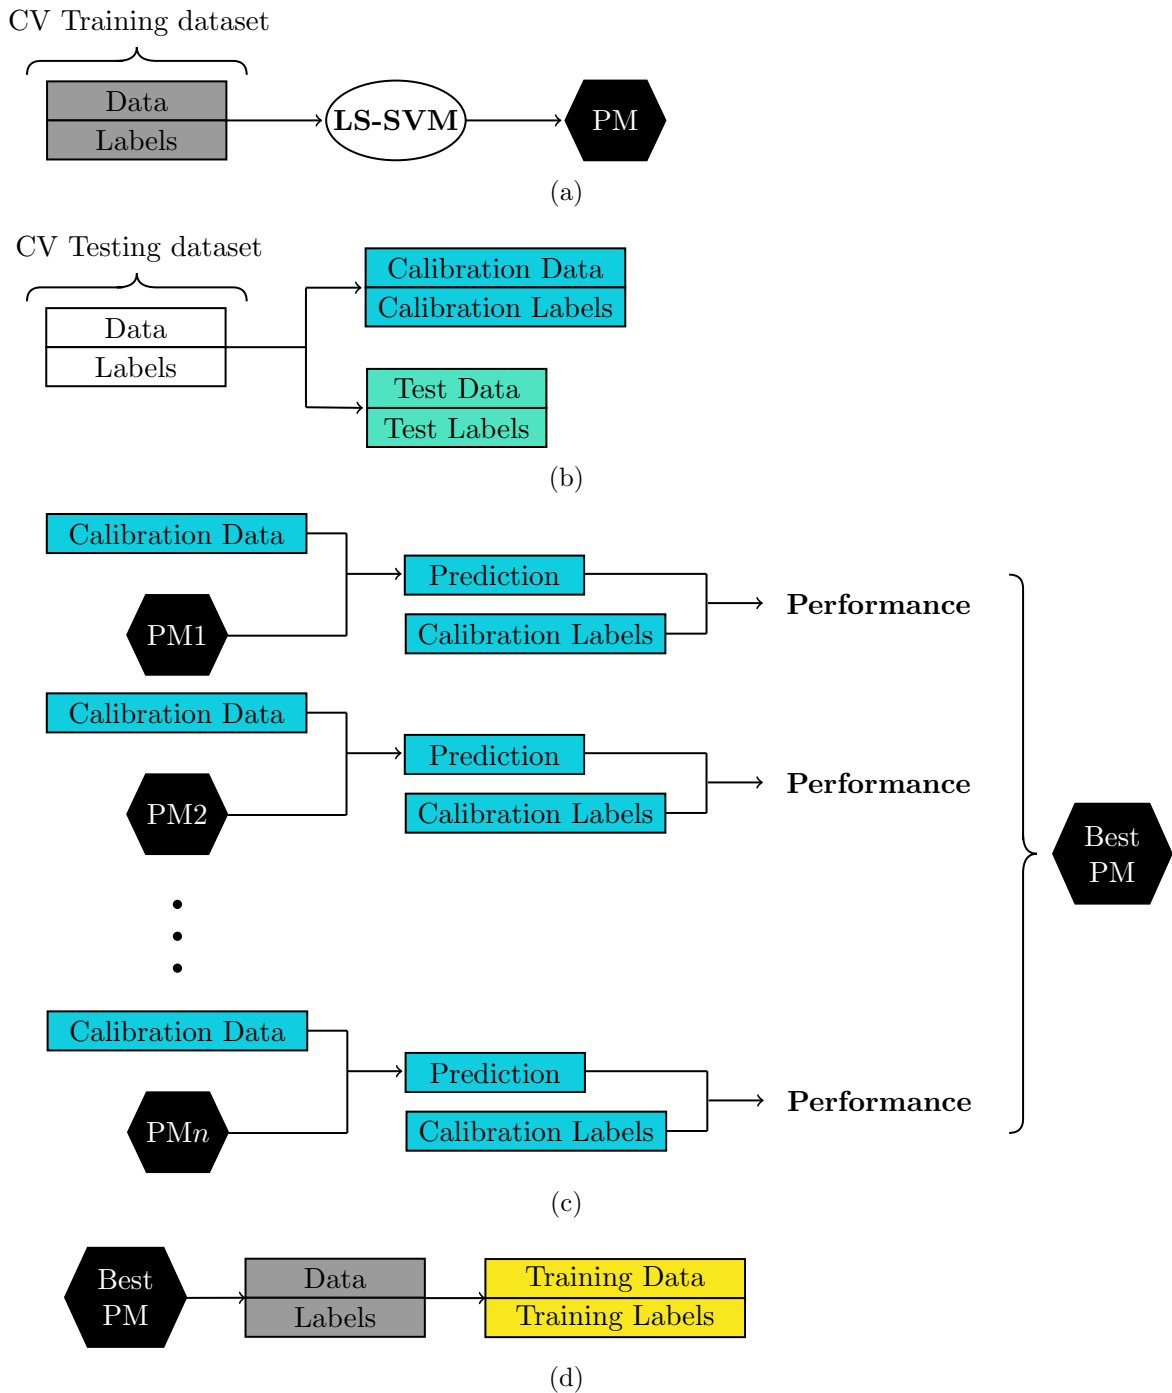 CV Training dataset
Data
Labels
LS-SVM
PM
(a)
CV Testing dataset
Data
Labels
Calibration Data
Calibration Labels
Test Data
Test Labels
(b)
Calibration Data
PM1
Prediction
Calibration Labels
Performance
Calibration Data
PM2
Prediction
Calibration Labels
Performance
Best
PM
Calibration Data
PMn
Prediction
Calibration Labels
Performance
(c)
Best
PM
Data
Labels
Training Data
Training Labels
(d)